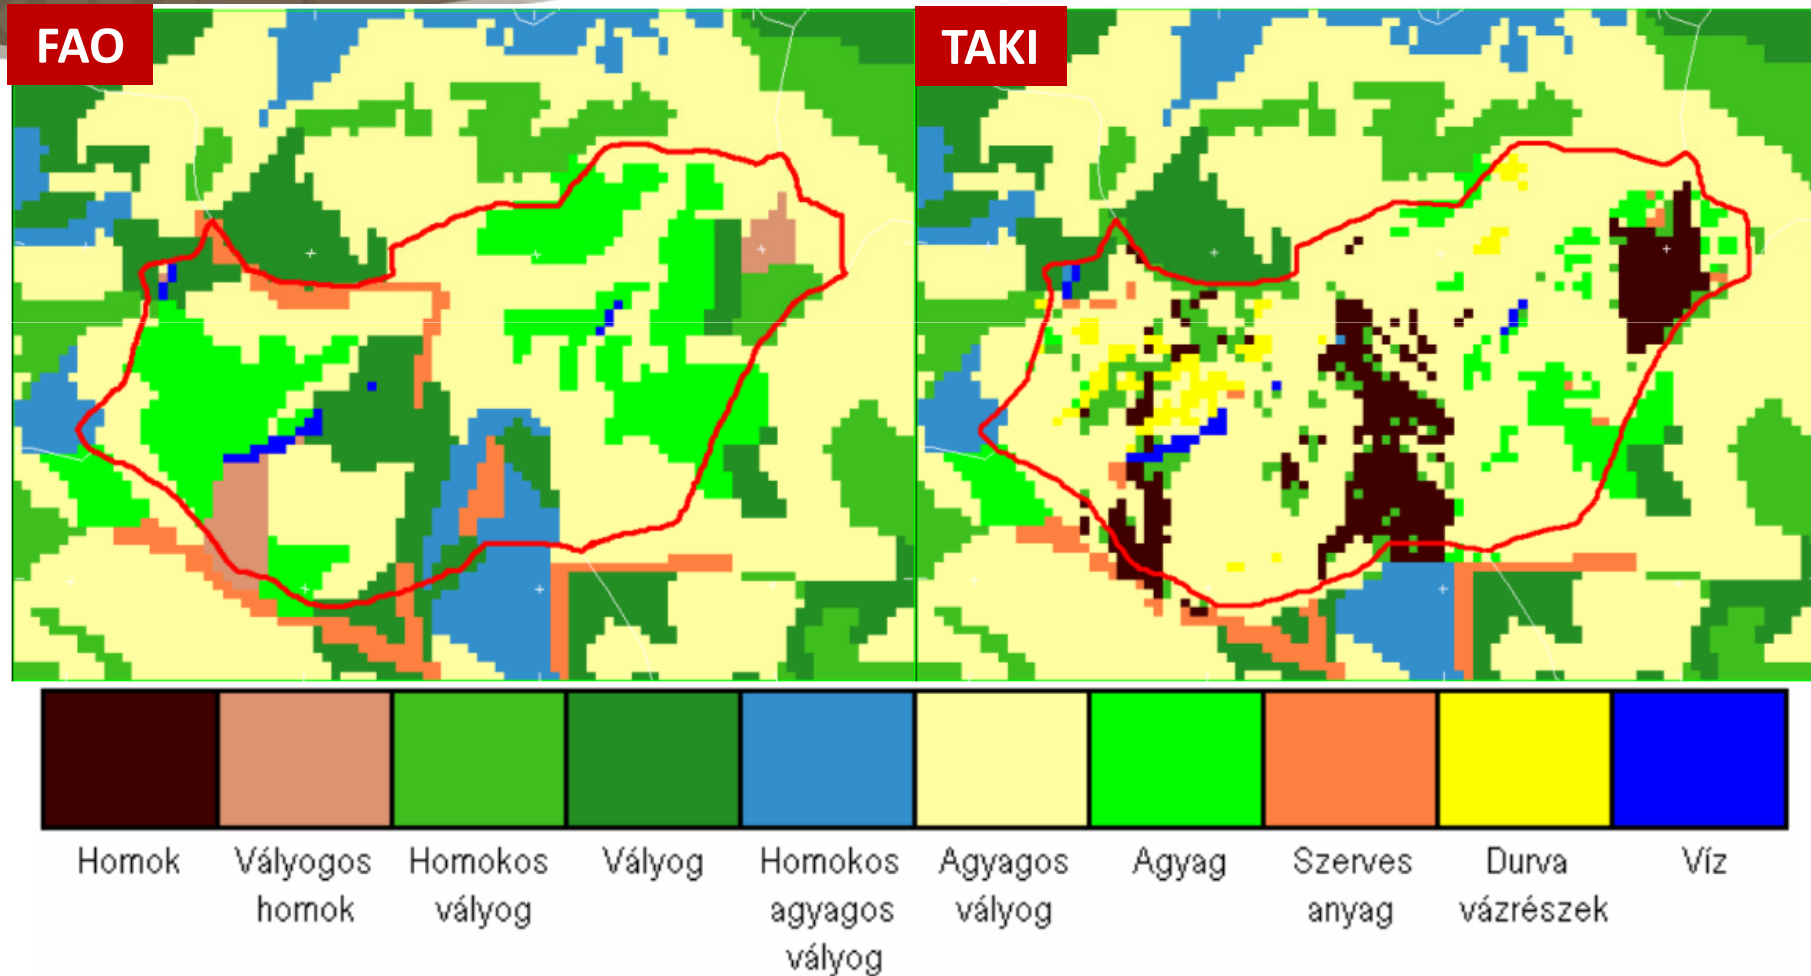 FAO
TAKI
Homok
Vályogos
homok
Homokos
vályog
Vályog
Homokos
agyagos
vályog
Agyagos
vályog
Agyag
Szerves
anyag
Durva
vázrészek
Víz